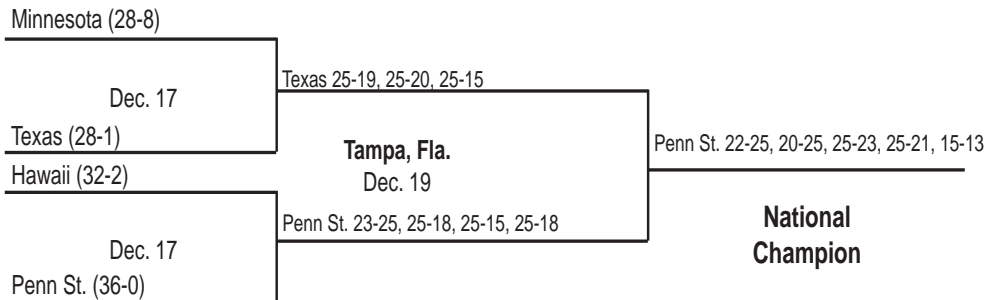 Minnesota (28-8)
Dec. 17
Texas (28-1)
Hawaii (32-2)
Dec. 17
Penn St. (36-0)
Texas 25-19, 25-20, 25-15
Tampa, Fla.
Dec. 19
Penn St. 23-25, 25-18, 25-15, 25-18
Penn St. 22-25, 20-25, 25-23, 25-21, 15-13
National
Champion